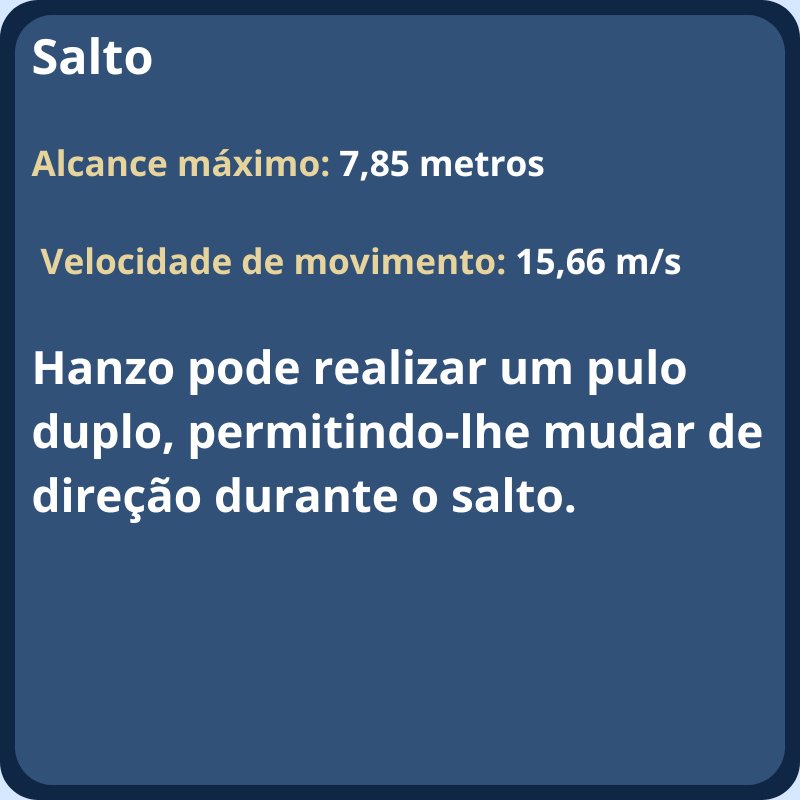 Salto
Alcance máximo: 7,85 metros
Velocidade de movimento: 15,66 m/s
Hanzo pode realizar um pulo
duplo, permitindo-lhe mudar de
direção durante o salto.